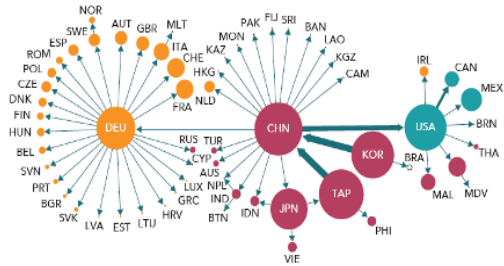 NOR
SWE
AUT
GBR
MLT
ESP
ITA
ROM
CHE
POL
CZE
FRA
DNK
FIN
DEU
HUN
BEL
SVN
PRT
BGR
SVK
LVA
EST
LTU
HRV
GRC
LUX
RUS
CYP
TUR
NLD
HKG
KAZ
MON
PAK
FIJ
SRI
BAN
LAO
KGZ
CAM
CHN
AUS
NPL
IND
BTN
IDN
JPN
VIE
TAP
PHI
KOR
BRA
USA
IRL
CAN
MEX
BRN
THA
MDV
MAL